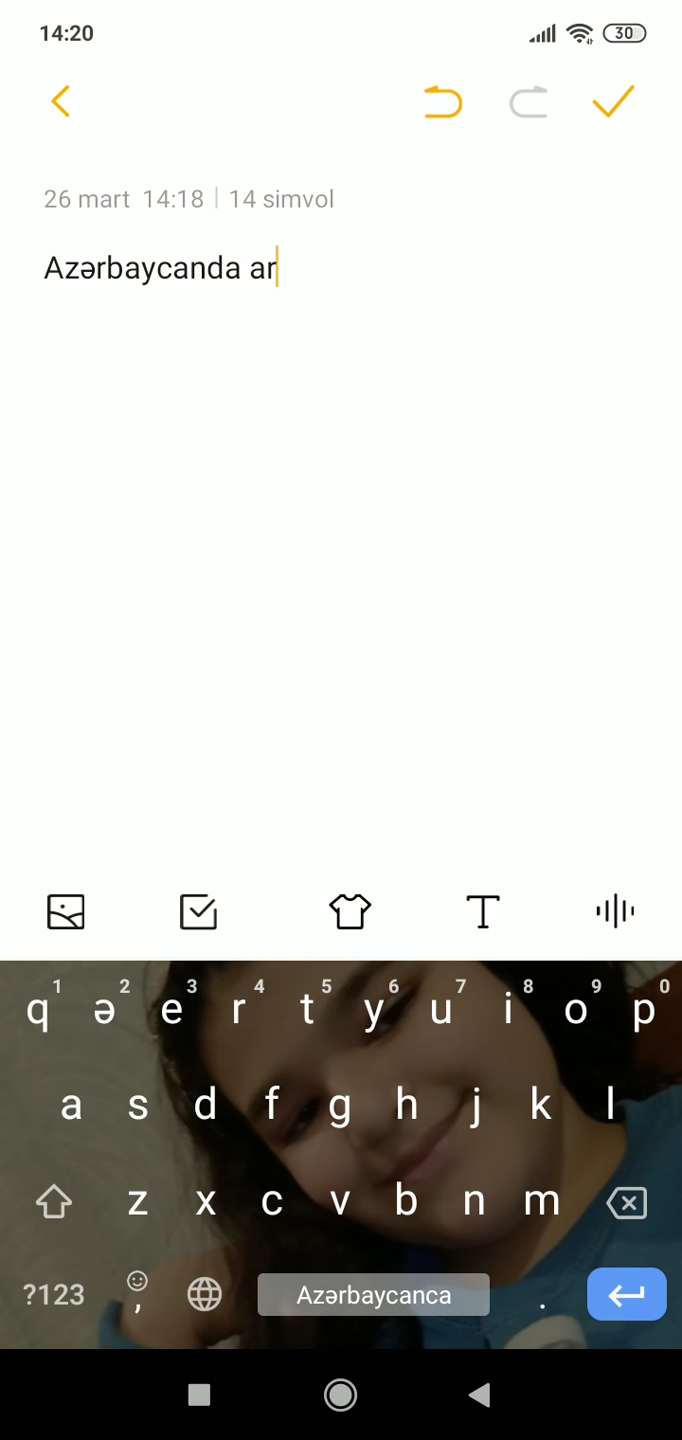 14:20 30
26 mart 14:18 | 14 simvol
Azərbaycanda ar
1 2 3 4 5 6 7 8 9 0
q ə e r t y u i o p
a s d f g h j k l
z x c v b n m
?123 , Azərbaycanca .